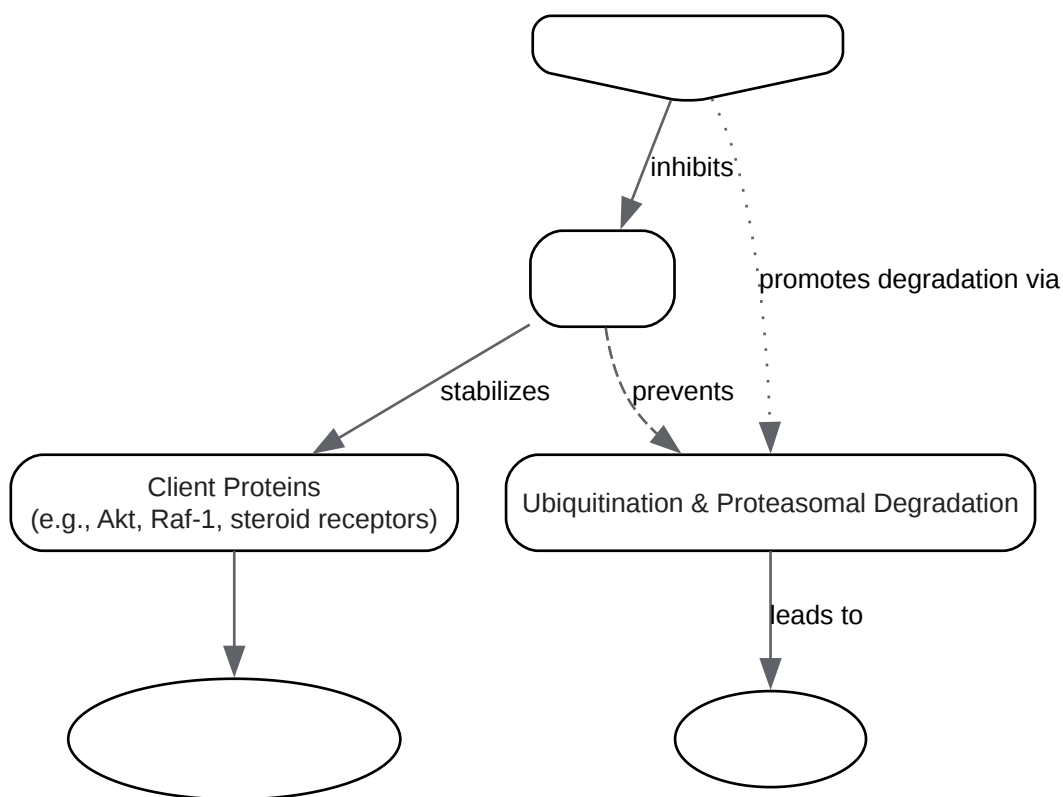 inhibits
promotes degradation via
stabilizes
prevents
Client Proteins
(e.g., Akt, Raf-1, steroid receptors)
Ubiquitination & Proteasomal Degradation
leads to